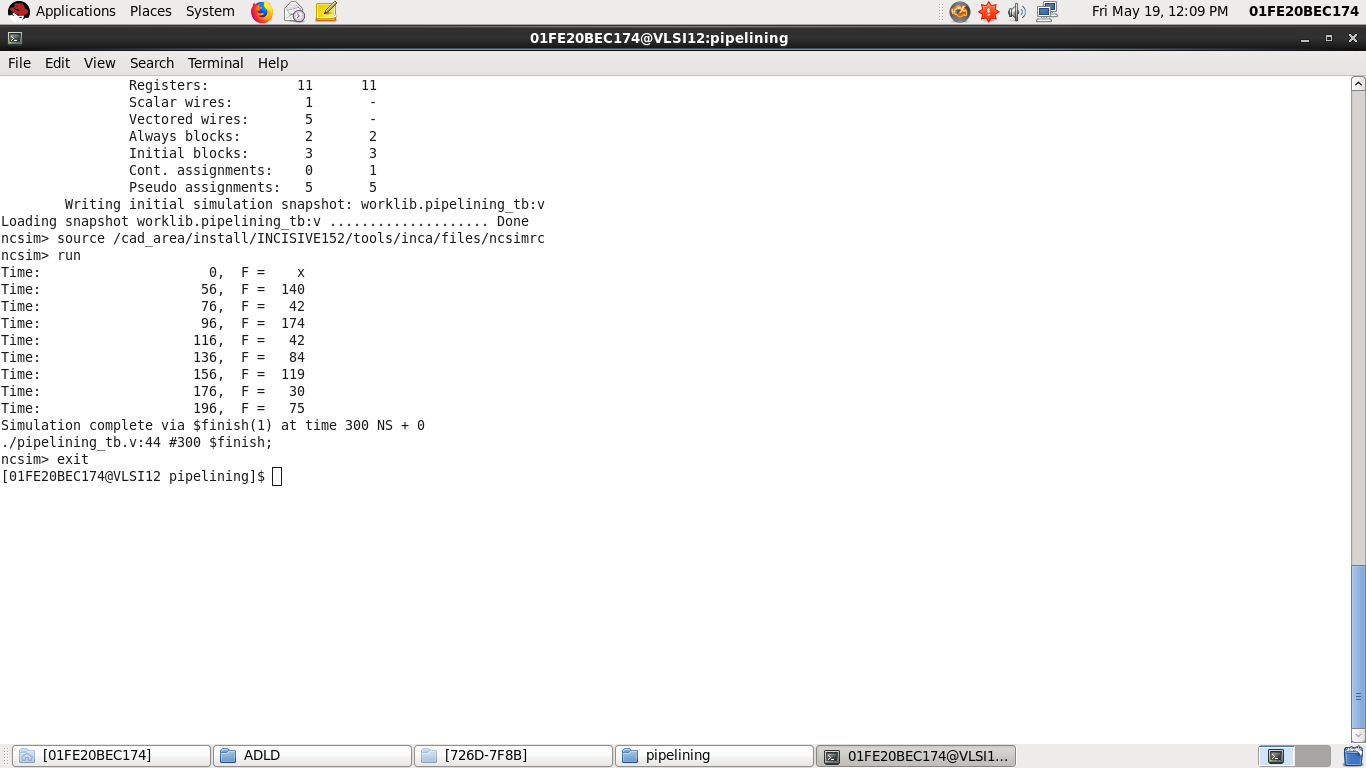 Applications Places System Fri May 19, 12:09 PM 01FE20BEC174
01FE20BEC174@VLSI12:pipelining
File Edit View Search Terminal Help
Registers: 11 11
Scalar wires: 1 -
Vectored wires: 5 -
Always blocks: 2 2
Initial blocks: 3 3
Cont. assignments: 0 1
Pseudo assignments: 5 5
Writing initial simulation snapshot: worklib.pipelining_tb:v
Loading snapshot worklib.pipelining_tb:v .................... Done
ncsim> source /cad_area/install/INCISIVE152/tools/inca/files/ncsimrc
ncsim> run
Time: 0, F = x
Time: 56, F = 140
Time: 76, F = 42
Time: 96, F = 174
Time: 116, F = 42
Time: 136, F = 84
Time: 156, F = 119
Time: 176, F = 30
Time: 196, F = 75
Simulation complete via $finish(1) at time 300 NS + 0
./pipelining_tb.v:44 #300 $finish;
ncsim> exit
[01FE20BEC174@VLSI12 pipelining]$
[01FE20BEC174] ADLD [726D-7F8B] pipelining 01FE20BEC174@VLSI1...